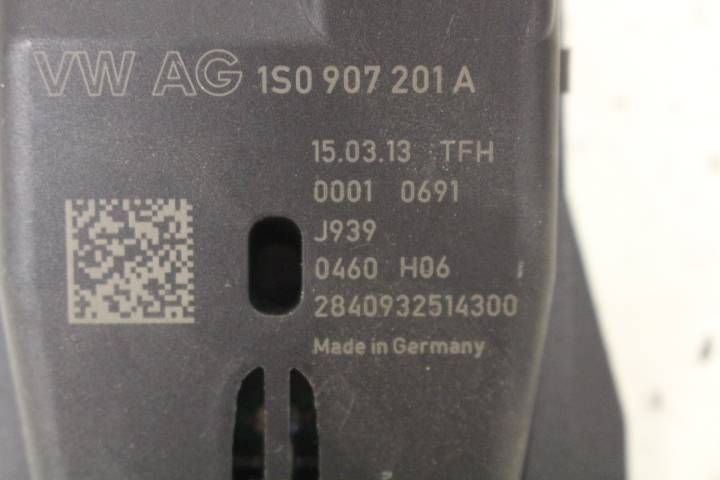 VW AG 1S0 907 201 A
15.03.13 TFH
0001 0691
J939
0460 H06
2840932514300
Made in Germany